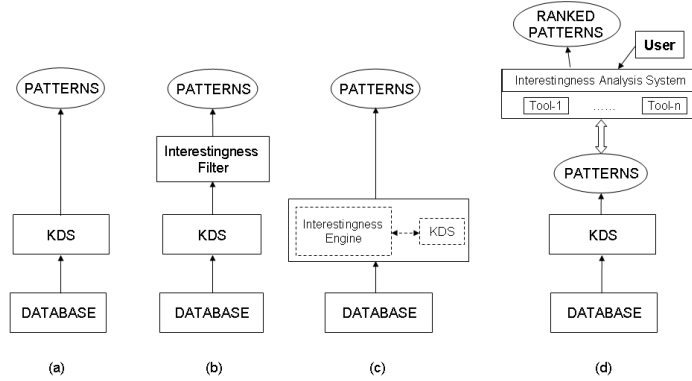 PATTERNS
KDS
DATABASE
(a)
PATTERNS
Interestingness
Filter
KDS
DATABASE
(b)
PATTERNS
Interestingness
Engine
KDS
DATABASE
(c)
RANKED
PATTERNS
User
Interestingness Analysis System
Tool-1 ...... Tool-n
PATTERNS
KDS
DATABASE
(d)